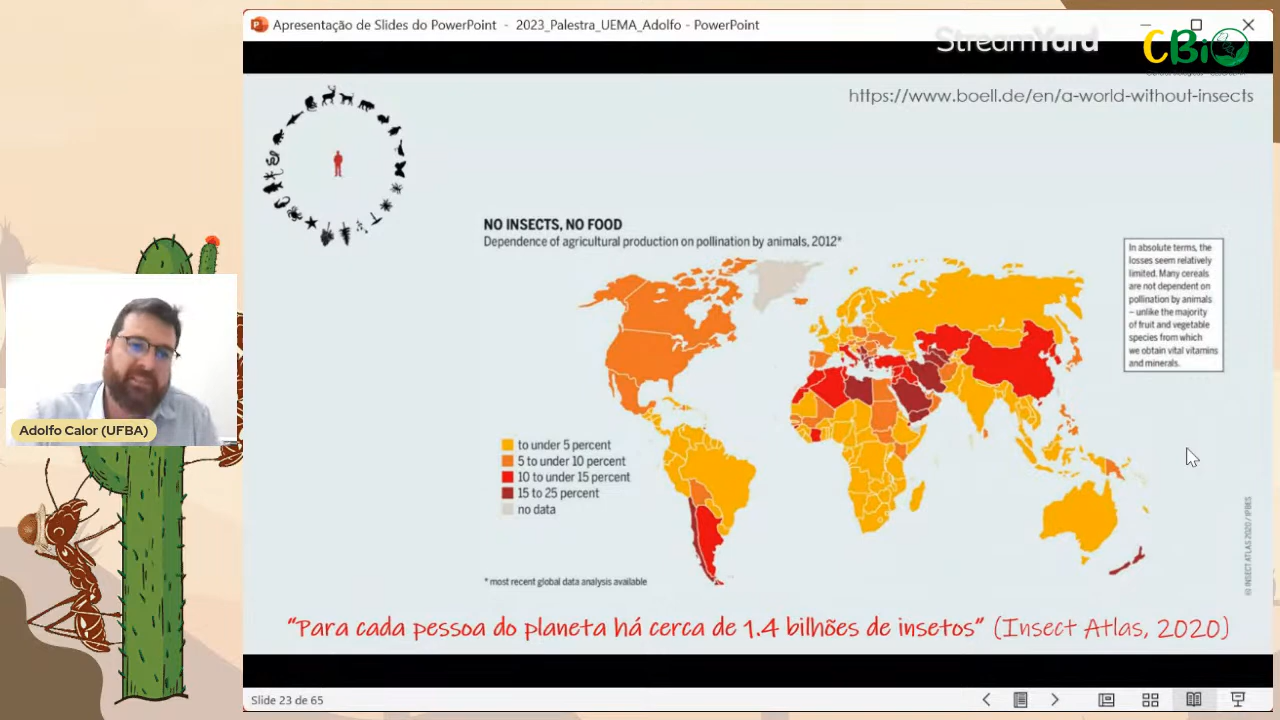 Apresentação de Slides do PowerPoint - 2023_Palestra_UEMA_Adolfo - PowerPoint
StreamYard
CBiO
https://www.boell.de/en/a-world-without-insects
NO INSECTS, NO FOOD
Dependence of agricultural production on pollination by animals, 2012*
In absolute terms, the
losses seem relatively
limited. Many cereals
are not dependent on
pollination by animals
– unlike the majority
of fruit and vegetable
species from which
we obtain vital vitamins
and minerals.
Adolfo Calor (UFBA)
to under 5 percent
5 to under 10 percent
10 to under 15 percent
15 to 25 percent
no data
* most recent global data analysis available
INSECT ATLAS 2020 / IPBES
“Para cada pessoa do planeta há cerca de 1.4 bilhões de insetos” (Insect Atlas, 2020)
Slide 23 de 65